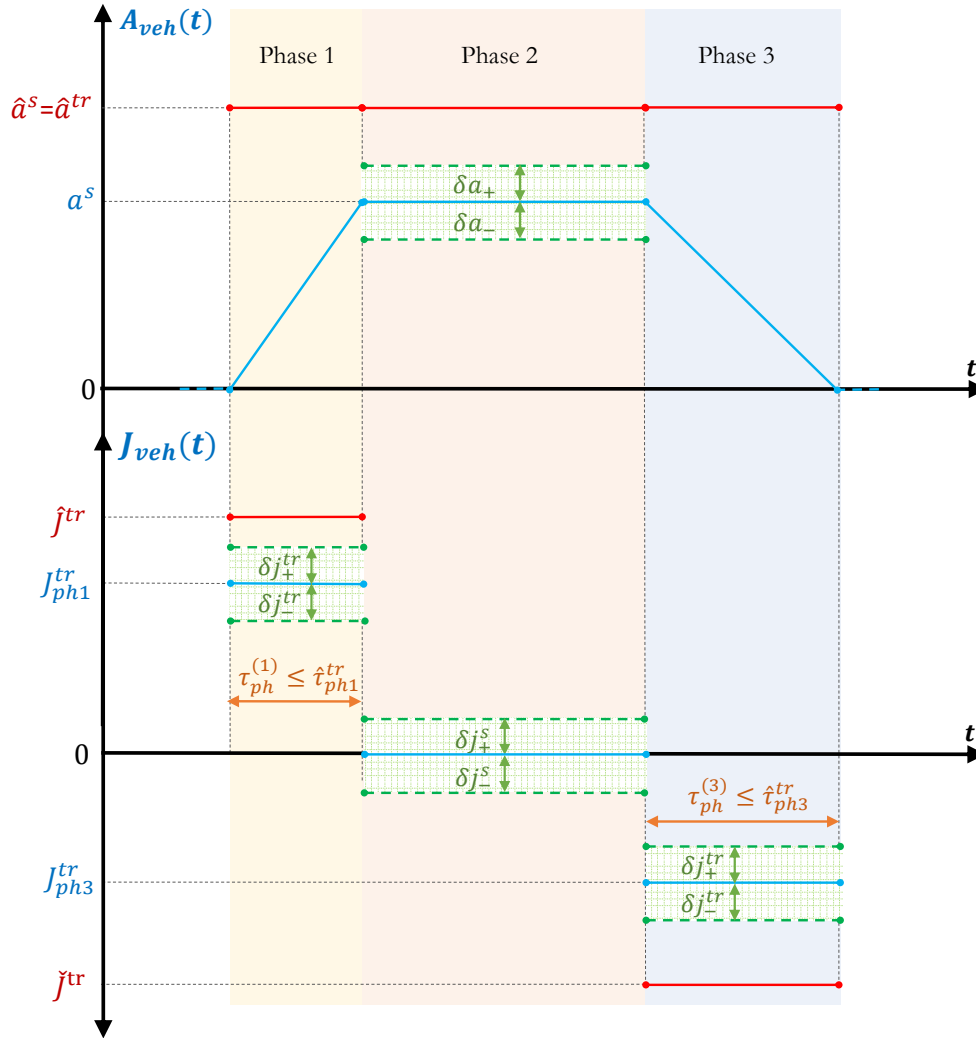 A_veh(t)
Phase 1 Phase 2 Phase 3
â^s=â^tr
δa_+
a^s
δa_−
0
t
J_veh(t)
ĵ^tr
δj_+^tr
J_ph1^tr
δj_−^tr
τ_ph^(1) ≤ τ̂_ph1^tr
t
δj_+^s
0
δj_−^s
τ_ph^(3) ≤ τ̂_ph3^tr
δj_+^tr
J_ph3^tr
δj_−^tr
ǰ^tr